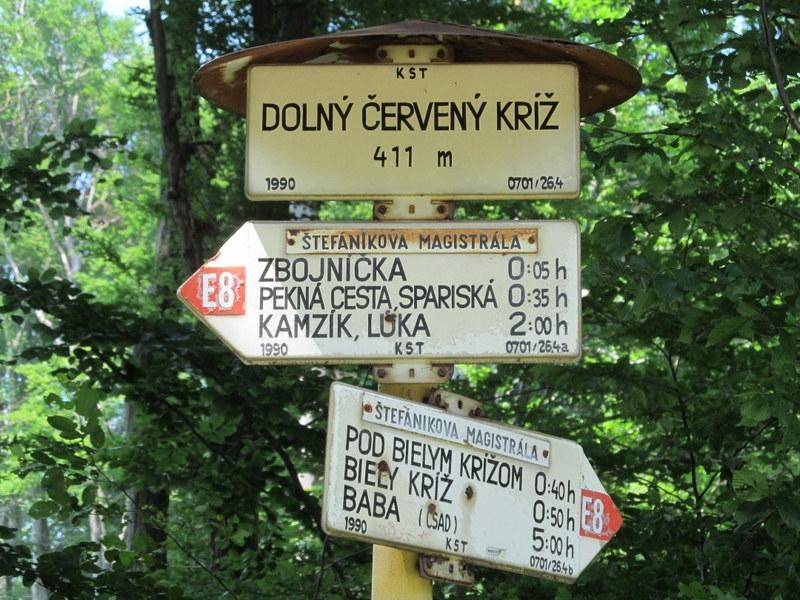 KST
DOLNÝ ČERVENÝ KRÍŽ
411 m
1990 0701/26,4
ŠTEFÁNIKOVA MAGISTRÁLA
E8
ZBOJNÍČKA 0:05 h
PEKNÁ CESTA, SPARISKÁ 0:35 h
KAMZÍK, LÚKA 2:00 h
1990 KST 0701/26,4a
ŠTEFÁNIKOVA MAGISTRÁLA
POD BIELYM KRÍŽOM 0:40 h
BIELY KRÍŽ 0:50 h
BABA (ČSAD) 5:00 h
E8
1990 KST 0701/26,4b